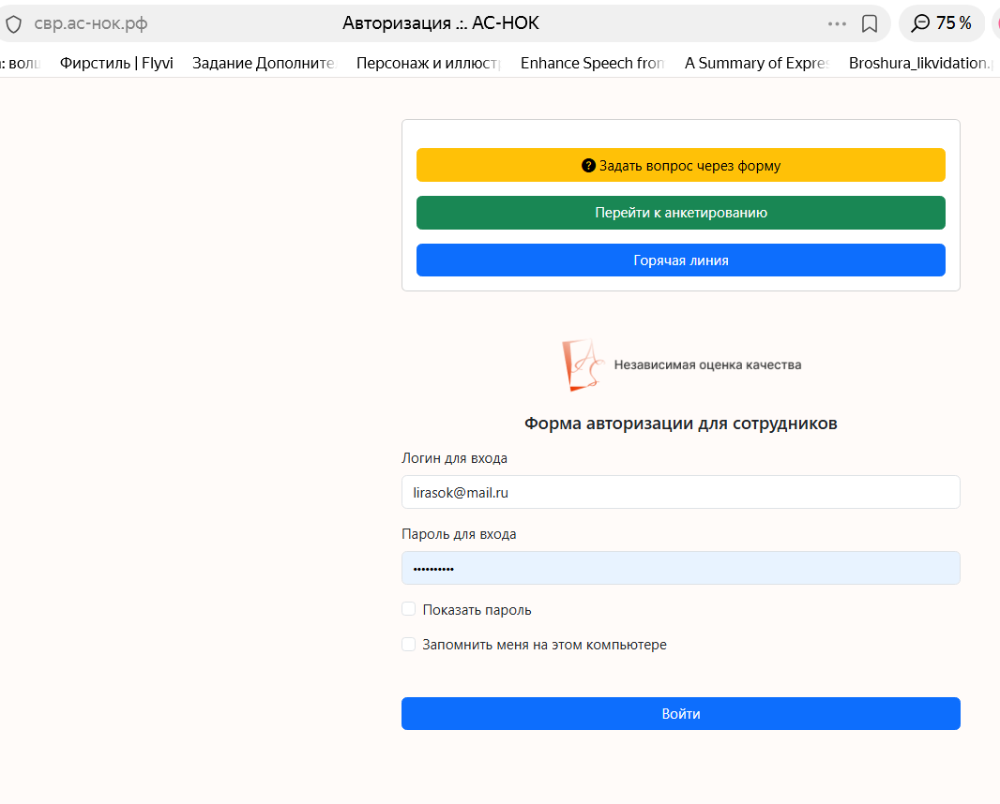 свр.ас-нок.рф Авторизация .:. АС-НОК 75 %
Фирстиль | Flyvi Задание Дополните Персонаж и иллюст Enhance Speech from A Summary of Expres Broshura_likvidation.
Задать вопрос через форму
Перейти к анкетированию
Горячая линия
Независимая оценка качества
Форма авторизации для сотрудников
Логин для входа
lirasok@mail.ru
Пароль для входа
••••••••••
Показать пароль
Запомнить меня на этом компьютере
Войти